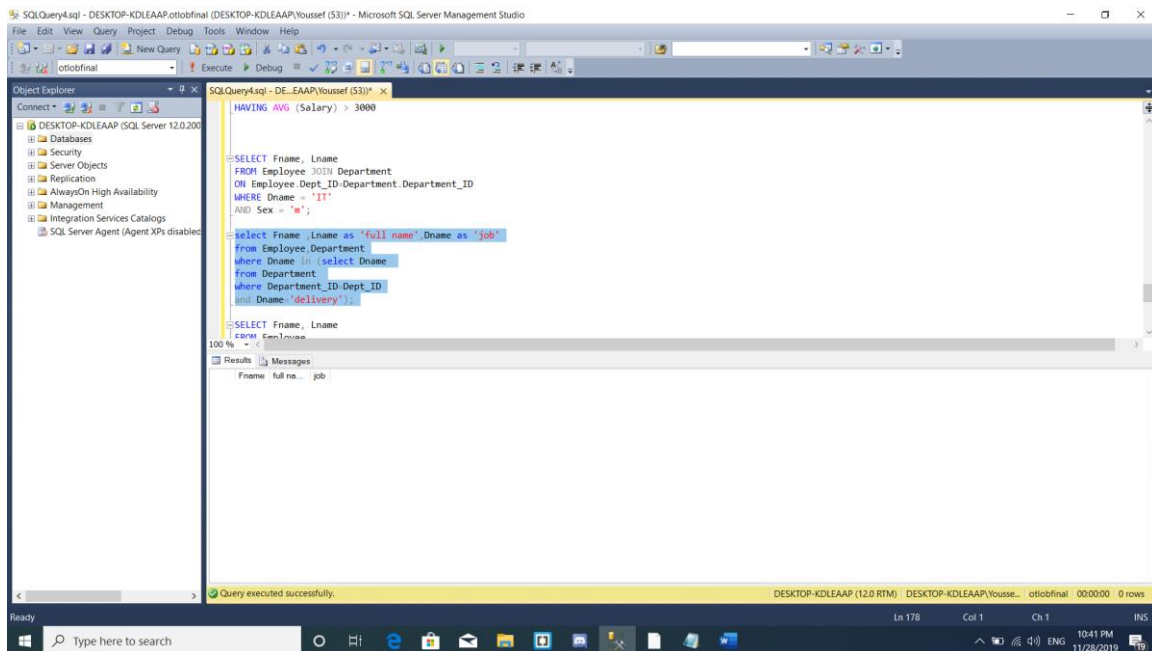 SQLQuery4.sql - DESKTOP-KDLEAAP.otlobfinal (DESKTOP-KDLEAAP\Youssef (53))* - Microsoft SQL Server Management Studio
File Edit View Query Project Debug Tools Window Help
New Query
otlobfinal Execute Debug
Object Explorer
Connect
DESKTOP-KDLEAAP (SQL Server 12.0.200
Databases
Security
Server Objects
Replication
AlwaysOn High Availability
Management
Integration Services Catalogs
SQL Server Agent (Agent XPs disabled
SQLQuery4.sql - DE...EAAP\Youssef (53))*
HAVING AVG (Salary) > 3000
SELECT Fname, Lname
FROM Employee JOIN Department
ON Employee.Dept_ID=Department.Department_ID
WHERE Dname = 'IT'
AND Sex = 'm';
select Fname ,Lname as 'full name',Dname as 'job'
from Employee,Department
where Dname in (select Dname
from Department
where Department_ID=Dept_ID
and Dname='delivery');
SELECT Fname, Lname
FROM Employee
100 %
Results Messages
Fname full na... job
Query executed successfully.
DESKTOP-KDLEAAP (12.0 RTM) DESKTOP-KDLEAAP\Yousse... otlobfinal 00:00:00 0 rows
Ready Ln 178 Col 1 Ch 1 INS
Type here to search
ENG
10:41 PM
11/28/2019
19